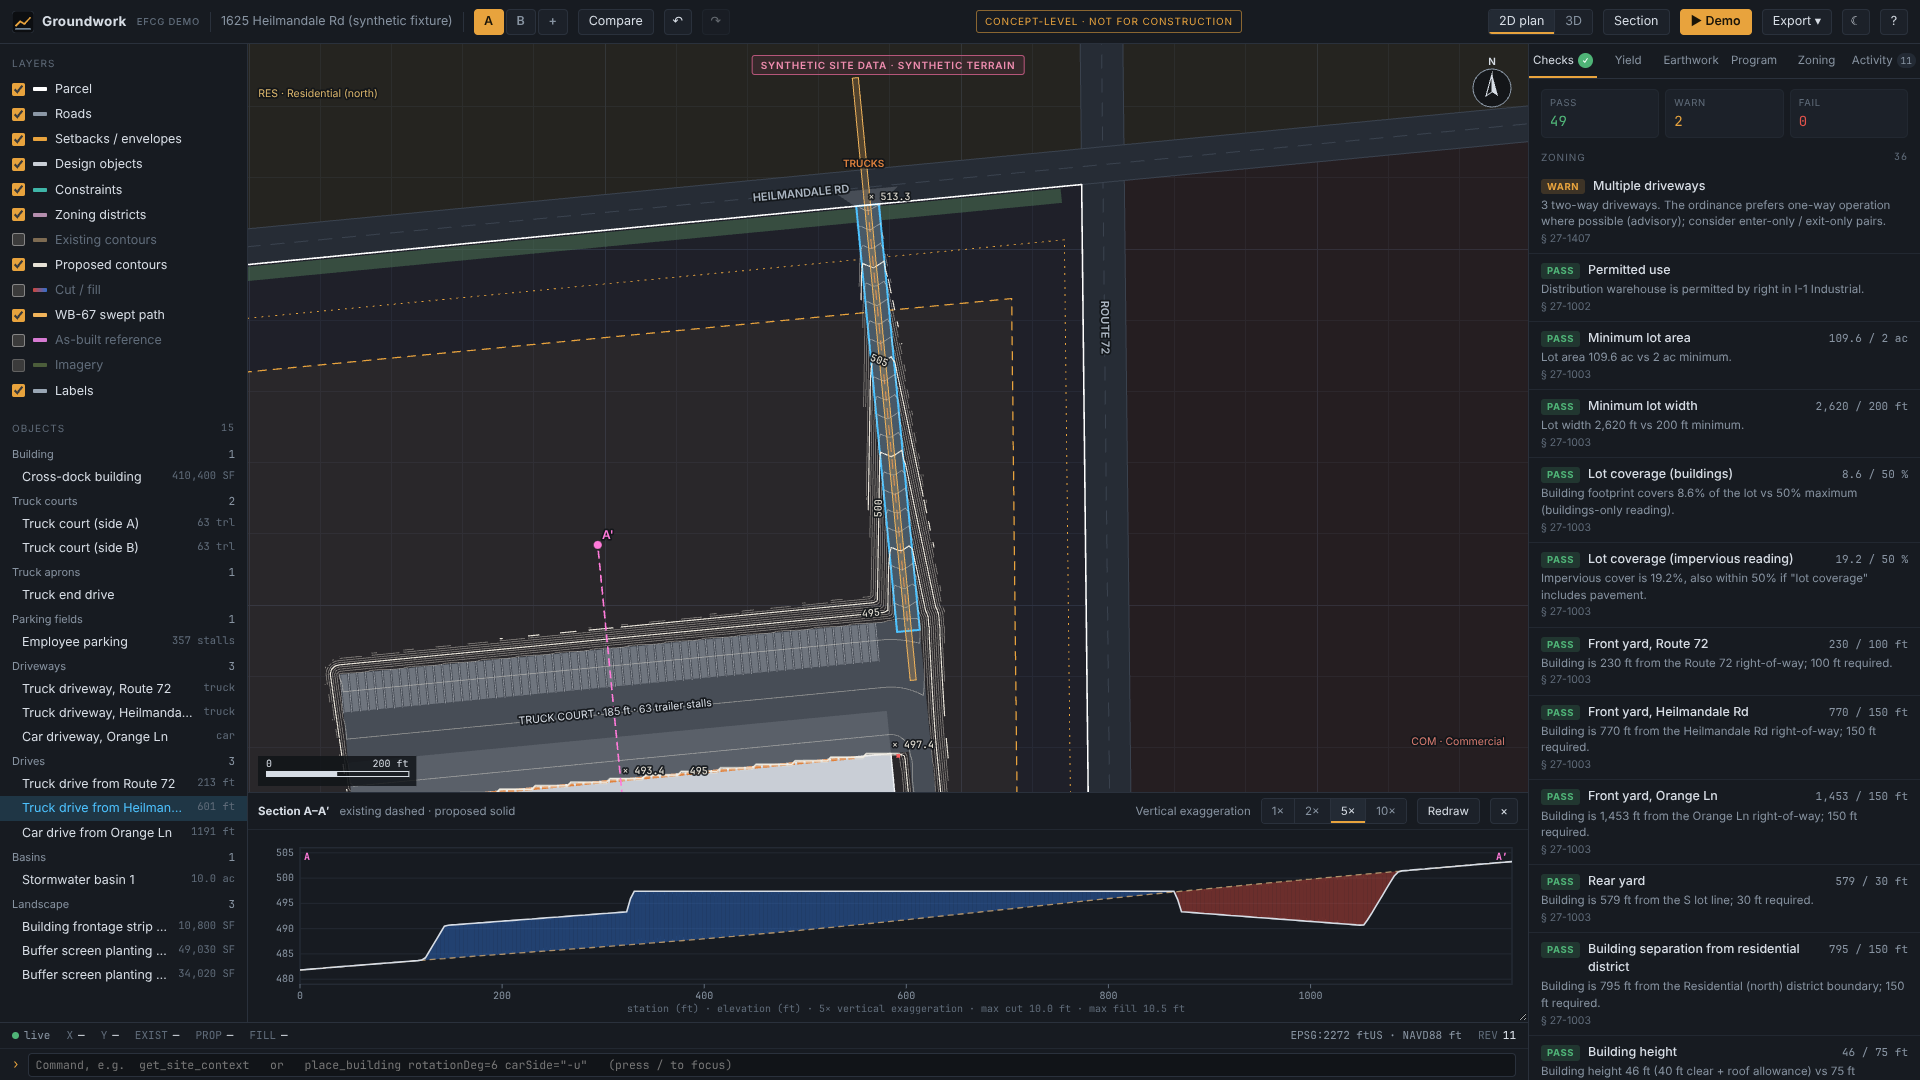 Groundwork EFCG DEMO 1625 Heilmandale Rd (synthetic fixture) A B + Compare ↶ ↷
CONCEPT-LEVEL · NOT FOR CONSTRUCTION
2D plan 3D Section ▶ Demo Export ▾ ☾ ?
LAYERS
Parcel
Roads
Setbacks / envelopes
Design objects
Constraints
Zoning districts
Existing contours
Proposed contours
Cut / fill
WB-67 swept path
As-built reference
Imagery
Labels
OBJECTS 15
Building 1
Cross-dock building 410,400 SF
Truck courts 2
Truck court (side A) 63 trl
Truck court (side B) 63 trl
Truck aprons 1
Truck end drive
Parking fields 1
Employee parking 357 stalls
Driveways 3
Truck driveway, Route 72 truck
Truck driveway, Heilmanda... truck
Car driveway, Orange Ln car
Drives 3
Truck drive from Route 72 213 ft
Truck drive from Heilman... 601 ft
Car drive from Orange Ln 1191 ft
Basins 1
Stormwater basin 1 10.0 ac
Landscape 3
Building frontage strip ... 10,800 SF
Buffer screen planting ... 49,030 SF
Buffer screen planting ... 34,020 SF
SYNTHETIC SITE DATA · SYNTHETIC TERRAIN
RES · Residential (north)
N
TRUCKS
HEILMANDALE RD
× 513.3
ROUTE 72
505
500
A'
495
TRUCK COURT · 185 ft · 63 trailer stalls
× 497.4
COM · Commercial
× 493.4 495
0 200 ft
Section A–A′ existing dashed · proposed solid
Vertical exaggeration 1× 2× 5× 10× Redraw ×
A A′
505
500
495
490
485
480
0 200 400 600 800 1000
station (ft) · elevation (ft) · 5× vertical exaggeration · max cut 10.0 ft · max fill 10.5 ft
live X — Y — EXIST — PROP — FILL —
EPSG:2272 ftUS · NAVD88 ft REV 11
› Command, e.g. get_site_context or place_building rotationDeg=6 carSide="-u" (press / to focus)
Checks ✓ Yield Earthwork Program Zoning Activity 11
PASS WARN FAIL
49 2 0
ZONING 36
WARN Multiple driveways
3 two-way driveways. The ordinance prefers one-way operation
where possible (advisory); consider enter-only / exit-only pairs.
§ 27-1407
PASS Permitted use
Distribution warehouse is permitted by right in I-1 Industrial.
§ 27-1002
PASS Minimum lot area 109.6 / 2 ac
Lot area 109.6 ac vs 2 ac minimum.
§ 27-1003
PASS Minimum lot width 2,620 / 200 ft
Lot width 2,620 ft vs 200 ft minimum.
§ 27-1003
PASS Lot coverage (buildings) 8.6 / 50 %
Building footprint covers 8.6% of the lot vs 50% maximum
(buildings-only reading).
§ 27-1003
PASS Lot coverage (impervious reading) 19.2 / 50 %
Impervious cover is 19.2%, also within 50% if "lot coverage"
includes pavement.
§ 27-1003
PASS Front yard, Route 72 230 / 100 ft
Building is 230 ft from the Route 72 right-of-way; 100 ft required.
§ 27-1003
PASS Front yard, Heilmandale Rd 770 / 150 ft
Building is 770 ft from the Heilmandale Rd right-of-way; 150 ft
required.
§ 27-1003
PASS Front yard, Orange Ln 1,453 / 150 ft
Building is 1,453 ft from the Orange Ln right-of-way; 150 ft
required.
§ 27-1003
PASS Rear yard 579 / 30 ft
Building is 579 ft from the S lot line; 30 ft required.
§ 27-1003
PASS Building separation from residential 795 / 150 ft
district
Building is 795 ft from the Residential (north) district boundary; 150
ft required.
§ 27-1003
PASS Building height 46 / 75 ft
Building height 46 ft (40 ft clear + roof allowance) vs 75 ft